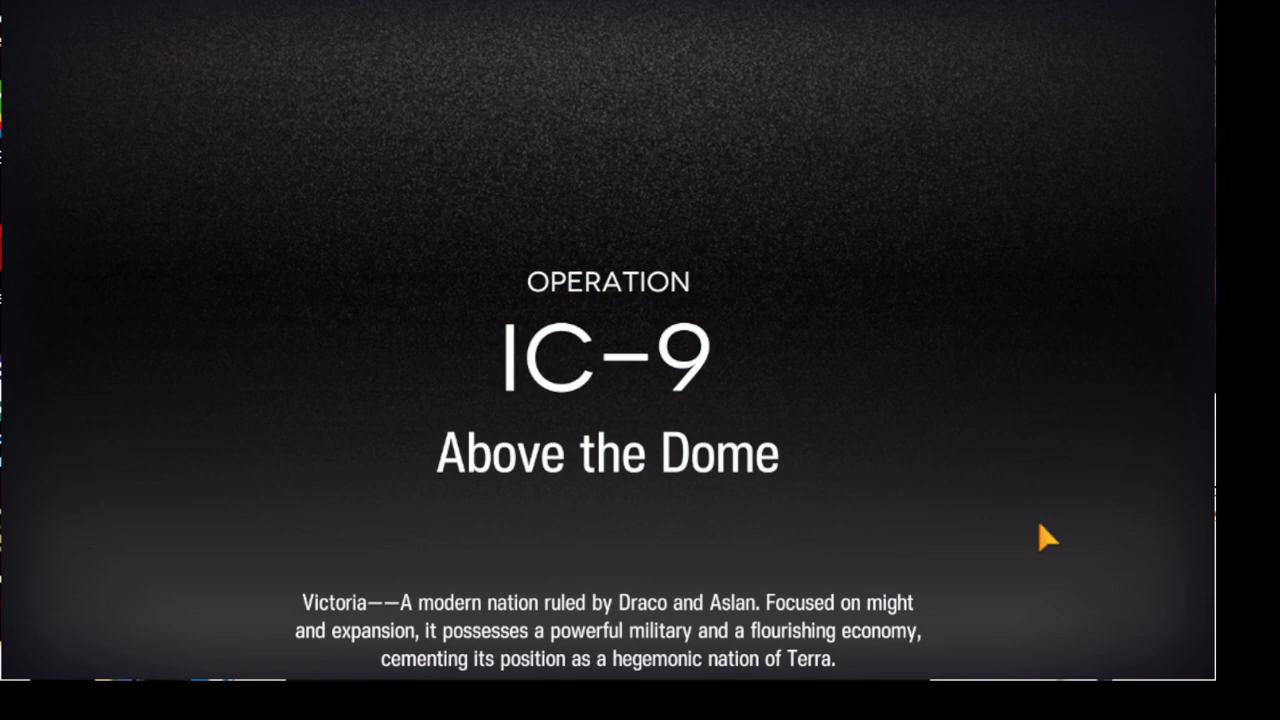 OPERATION
IC-9
Above the Dome
Victoria——A modern nation ruled by Draco and Aslan. Focused on might
and expansion, it possesses a powerful military and a flourishing economy,
cementing its position as a hegemonic nation of Terra.